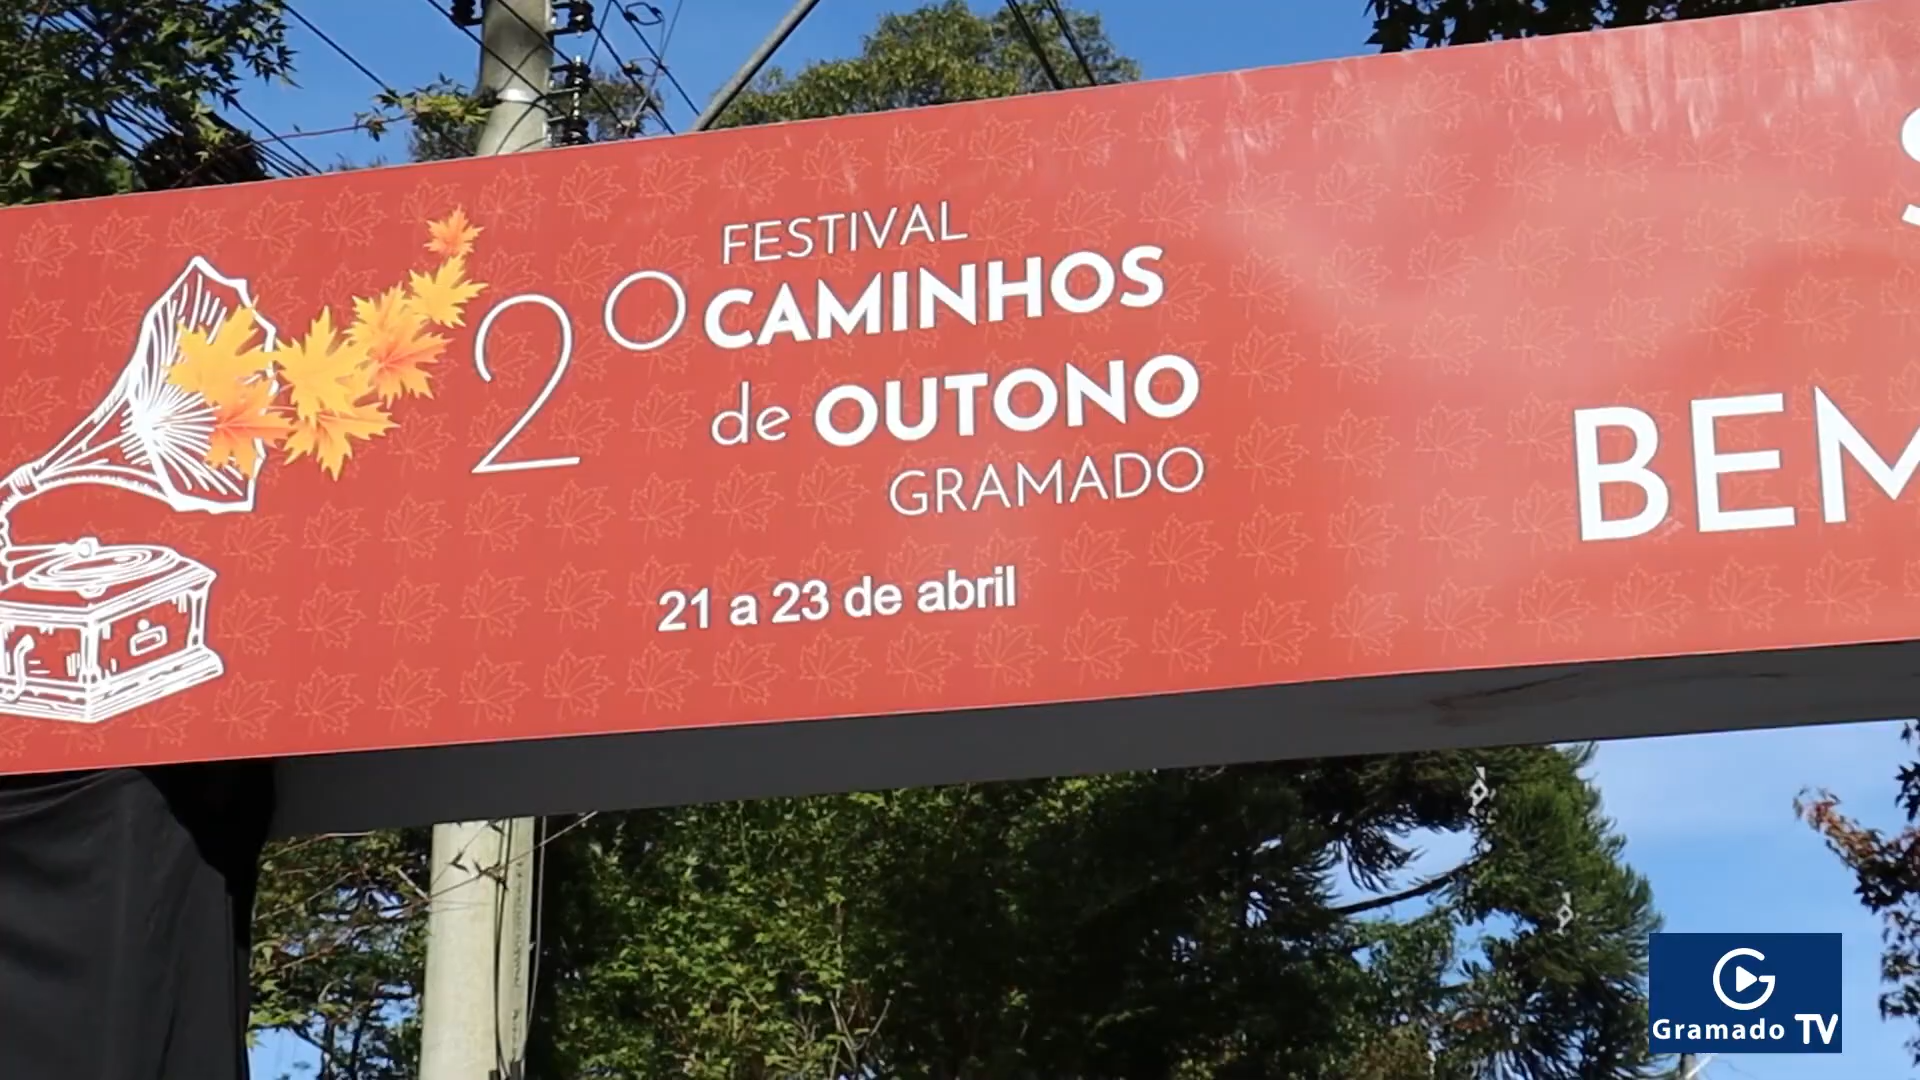 2º
FESTIVAL
CAMINHOS
de OUTONO
GRAMADO
21 a 23 de abril
BEM
Gramado TV